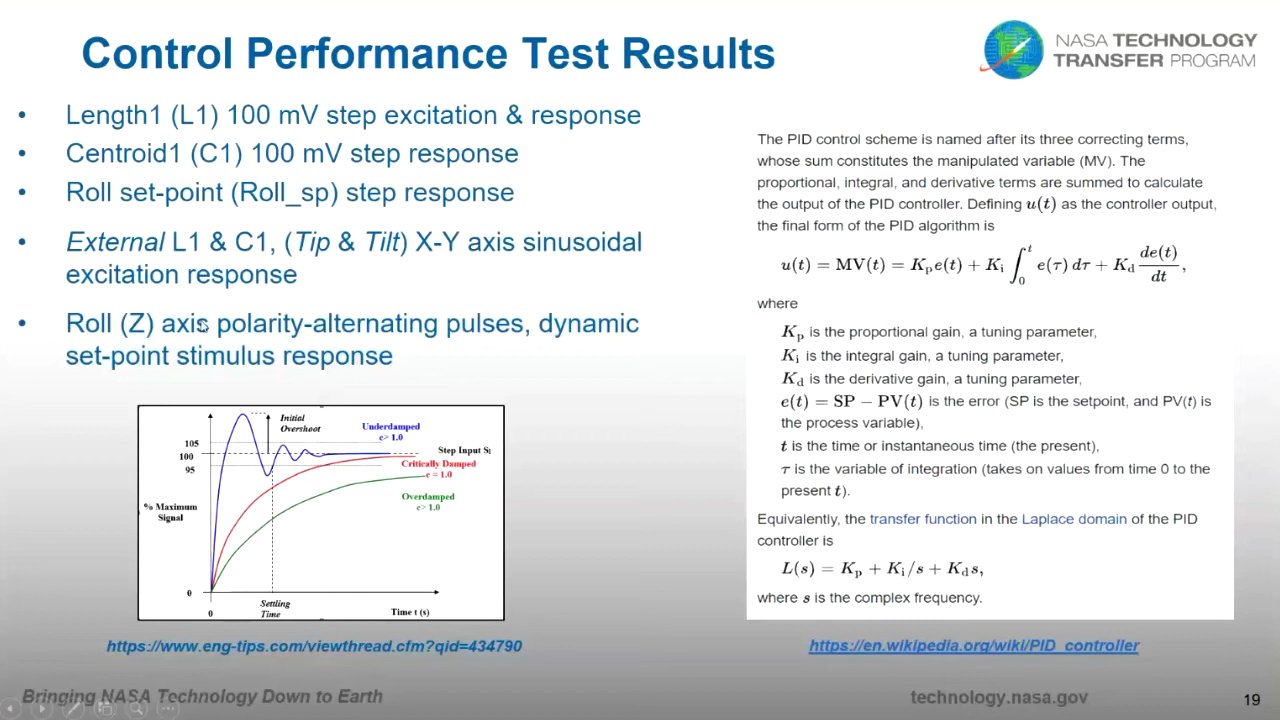 Control Performance Test Results
NASA TECHNOLOGY
TRANSFER PROGRAM
• Length1 (L1) 100 mV step excitation & response
• Centroid1 (C1) 100 mV step response
• Roll set-point (Roll_sp) step response
• External L1 & C1, (Tip & Tilt) X-Y axis sinusoidal
excitation response
• Roll (Z) axis polarity-alternating pulses, dynamic
set-point stimulus response
Initial
Overshoot
Underdamped
c> 1.0
105
100
95
Step Input S:
Critically Damped
c = 1.0
Overdamped
c> 1.0
% Maximum
Signal
0
0
Settling
Time
Time t (s)
https://www.eng-tips.com/viewthread.cfm?qid=434790
The PID control scheme is named after its three correcting terms,
whose sum constitutes the manipulated variable (MV). The
proportional, integral, and derivative terms are summed to calculate
the output of the PID controller. Defining u(t) as the controller output,
the final form of the PID algorithm is
u(t) = MV(t) = Kp e(t) + Ki ∫₀ᵗ e(τ) dτ + Kd de(t)/dt,
where
Kp is the proportional gain, a tuning parameter,
Ki is the integral gain, a tuning parameter,
Kd is the derivative gain, a tuning parameter,
e(t) = SP − PV(t) is the error (SP is the setpoint, and PV(t) is
the process variable),
t is the time or instantaneous time (the present),
τ is the variable of integration (takes on values from time 0 to the
present t).
Equivalently, the transfer function in the Laplace domain of the PID
controller is
L(s) = Kp + Ki/s + Kd s,
where s is the complex frequency.
https://en.wikipedia.org/wiki/PID_controller
Bringing NASA Technology Down to Earth
technology.nasa.gov
19